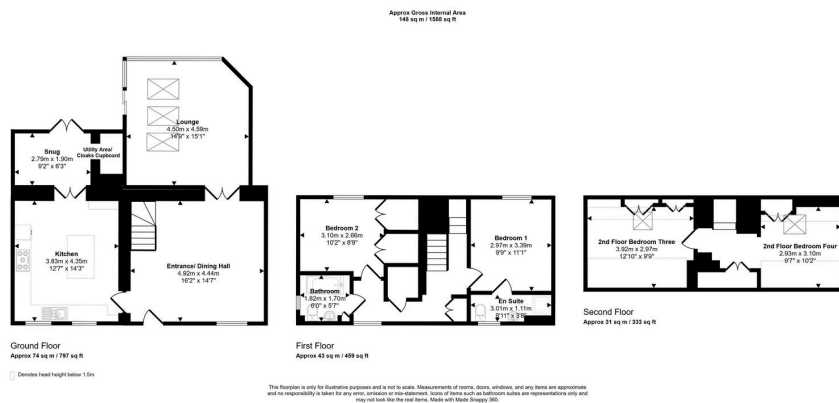 Approx Gross Internal Area
148 sq m / 1588 sq ft
Lounge
4.50m x 4.59m
14'9" x 15'1"
Snug
2.79m x 1.90m
9'2" x 6'3"
Utility Area/
Cloaks Cupboard
Kitchen
3.83m x 4.35m
12'7" x 14'3"
Entrance/ Dining Hall
4.92m x 4.44m
16'2" x 14'7"
Ground Floor
Approx 74 sq m / 797 sq ft
Denotes head height below 1.5m
Bedroom 2
3.10m x 2.66m
10'2" x 8'9"
Bedroom 1
2.97m x 3.39m
9'9" x 11'1"
Bathroom
1.82m x 1.70m
6'0" x 5'7"
En Suite
3.01m x 1.11m
9'11" x 3'8"
First Floor
Approx 43 sq m / 459 sq ft
2nd Floor Bedroom Three
3.92m x 2.97m
12'10" x 9'9"
2nd Floor Bedroom Four
2.93m x 3.10m
9'7" x 10'2"
Second Floor
Approx 31 sq m / 333 sq ft
This floorplan is only for illustrative purposes and is not to scale. Measurements of rooms, doors, windows, and any items are approximate
and no responsibility is taken for any error, omission or mis-statement. Icons of items such as bathroom suites are representations only and
may not look like the real items. Made with Made Snappy 360.